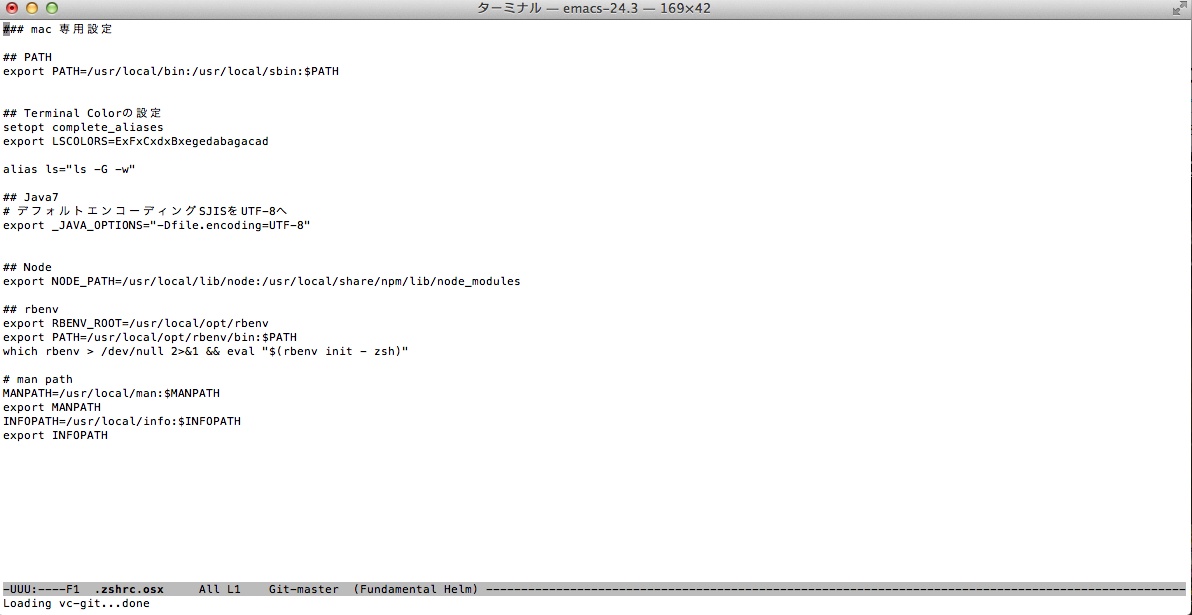 ターミナル — emacs-24.3 — 169×42
### mac 専用設定
## PATH
export PATH=/usr/local/bin:/usr/local/sbin:$PATH
## Terminal Colorの設定
setopt complete_aliases
export LSCOLORS=ExFxCxdxBxegedabagacad
alias ls="ls -G -w"
## Java7
# デフォルトエンコーディングSJISをUTF-8へ
export _JAVA_OPTIONS="-Dfile.encoding=UTF-8"
## Node
export NODE_PATH=/usr/local/lib/node:/usr/local/share/npm/lib/node_modules
## rbenv
export RBENV_ROOT=/usr/local/opt/rbenv
export PATH=/usr/local/opt/rbenv/bin:$PATH
which rbenv > /dev/null 2>&1 && eval "$(rbenv init - zsh)"
# man path
MANPATH=/usr/local/man:$MANPATH
export MANPATH
INFOPATH=/usr/local/info:$INFOPATH
export INFOPATH
-UUU:----F1  .zshrc.osx     All L1    Git-master  (Fundamental Helm) ----------------------------------------------------------------------------------------------------
Loading vc-git...done